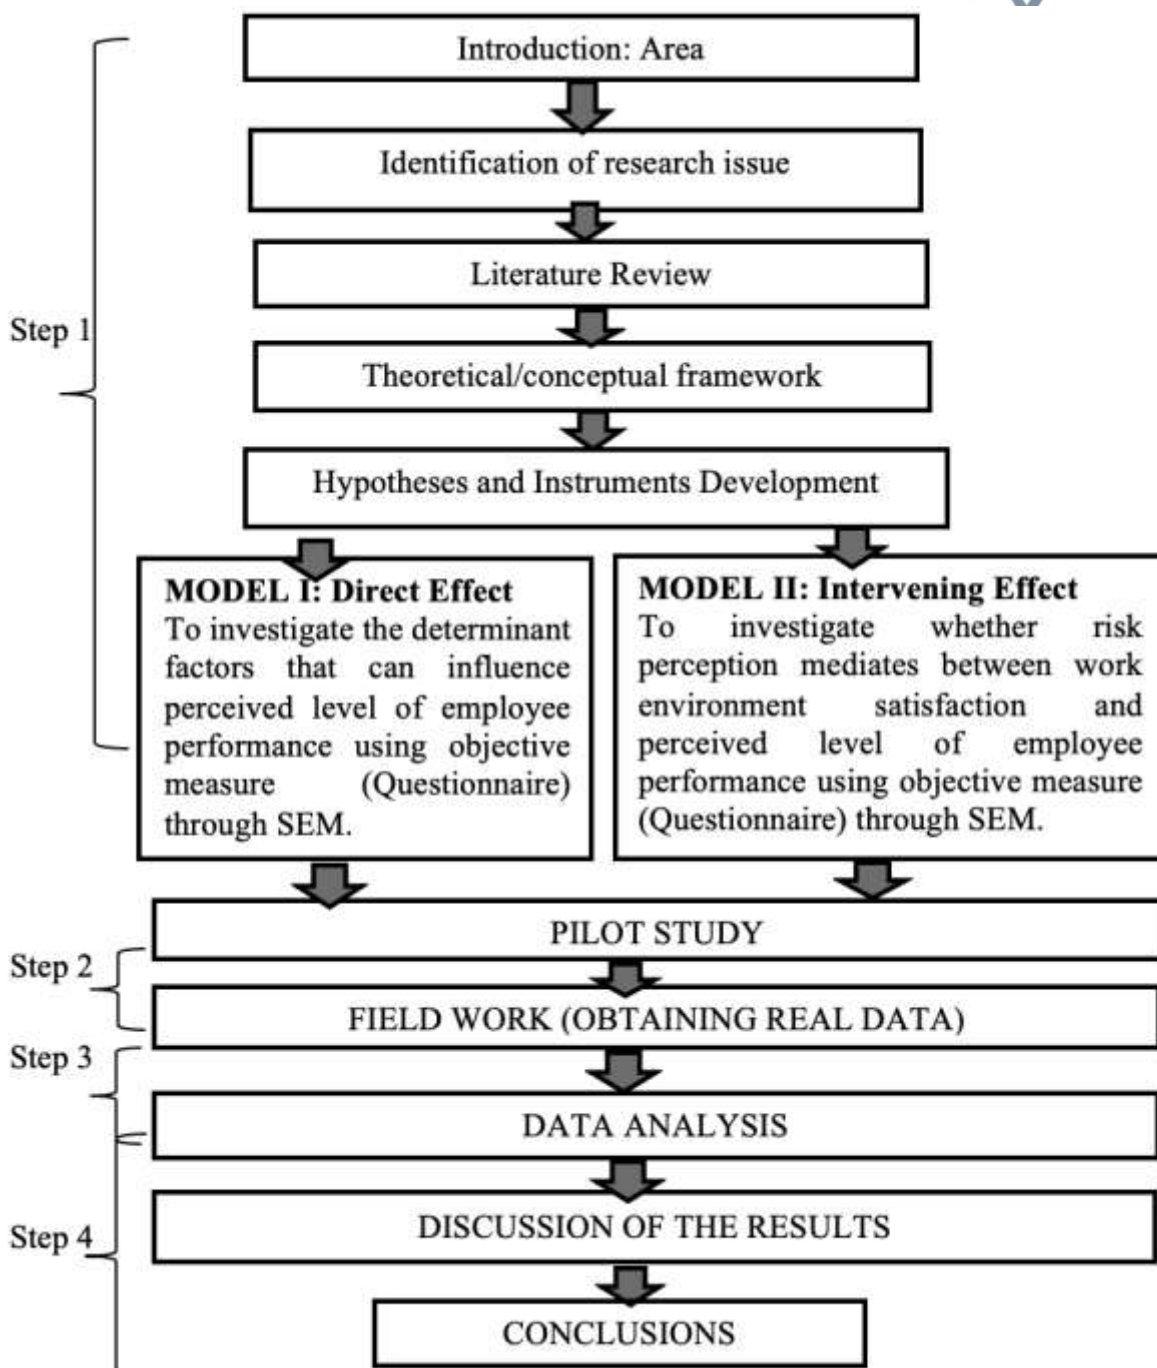 Introduction: Area
Identification of research issue
Literature Review
Step 1
Theoretical/conceptual framework
Hypotheses and Instruments Development
MODEL I: Direct Effect
To investigate the determinant
factors that can influence
perceived level of employee
performance using objective
measure (Questionnaire)
through SEM.
MODEL II: Intervening Effect
To investigate whether risk
perception mediates between work
environment satisfaction and
perceived level of employee
performance using objective measure
(Questionnaire) through SEM.
PILOT STUDY
Step 2
FIELD WORK (OBTAINING REAL DATA)
Step 3
DATA ANALYSIS
DISCUSSION OF THE RESULTS
Step 4
CONCLUSIONS